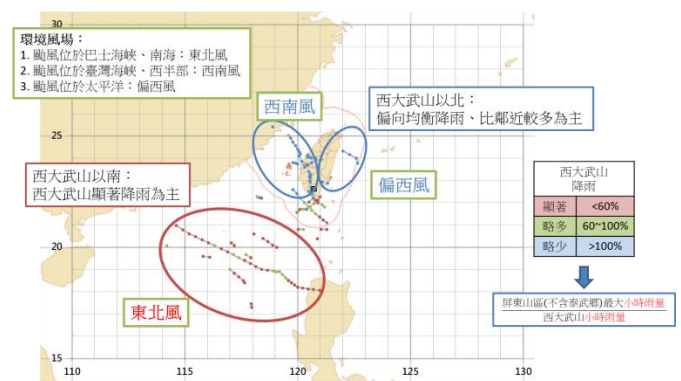 30
環境風場：
1. 颱風位於巴士海峽、南海：東北風
2. 颱風位於臺灣海峽、西半部：西南風
3. 颱風位於太平洋：偏西風
西南風
西大武山以北：
偏向均衡降雨、比鄰近較多為主
25
西大武山以南：
西大武山顯著降雨為主
偏西風
西大武山
降雨
顯著 <60%
略多 60~100%
略少 >100%
20
東北風
屏東山區(不含泰武鄉)最大小時雨量
西大武山小時雨量
15
110 115 120 125 130